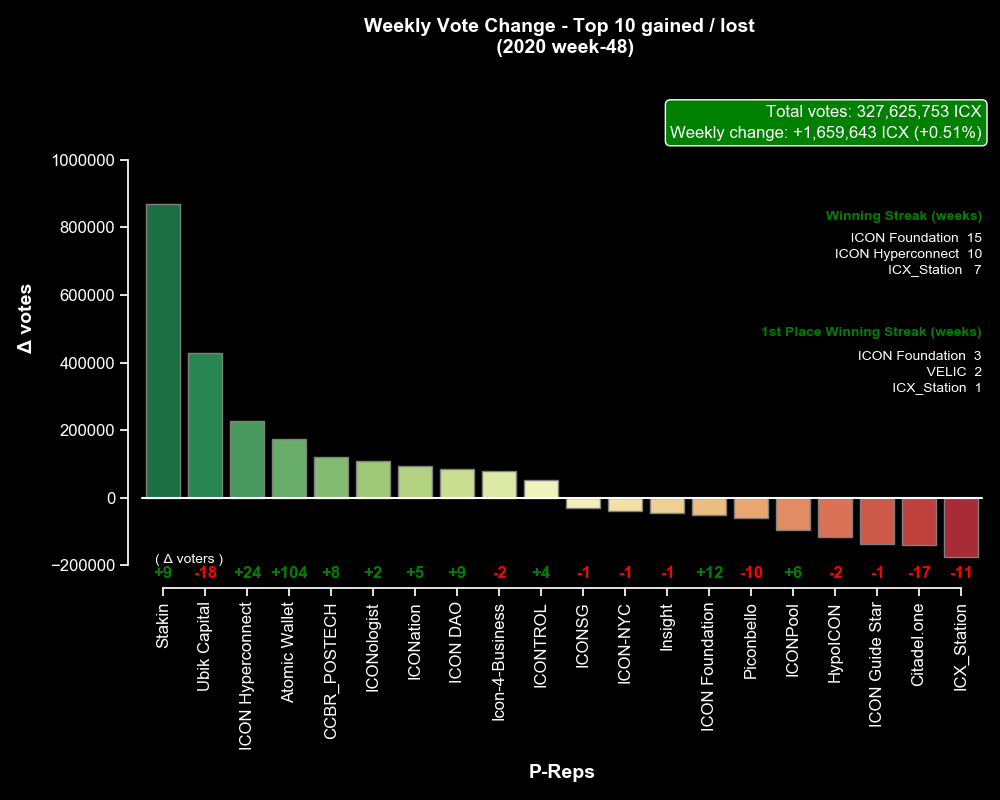 Weekly Vote Change - Top 10 gained / lost
(2020 week-48)
Total votes: 327,625,753 ICX
Weekly change: +1,659,643 ICX (+0.51%)
Winning Streak (weeks)
ICON Foundation 15
ICON Hyperconnect 10
ICX_Station 7
1st Place Winning Streak (weeks)
ICON Foundation 3
VELIC 2
ICX_Station 1
Δ votes
1000000
800000
600000
400000
200000
0
−200000
( Δ voters )
+9 -18 +24 +104 +8 +2 +5 +9 -2 +4 -1 -1 -1 +12 -10 +6 -2 -1 -17 -11
Stakin
Ubik Capital
ICON Hyperconnect
Atomic Wallet
CCBR_POSTECH
ICONologist
ICONation
ICON DAO
Icon-4-Business
ICONTROL
ICONSG
ICON-NYC
Insight
ICON Foundation
Piconbello
ICONPool
HypoICON
ICON Guide Star
Citadel.one
ICX_Station
P-Reps